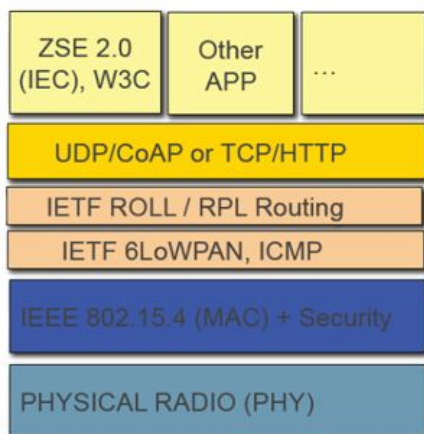 ZSE 2.0
(IEC), W3C
Other
APP
...
UDP/CoAP or TCP/HTTP
IETF ROLL / RPL Routing
IETF 6LoWPAN, ICMP
IEEE 802.15.4 (MAC) + Security
PHYSICAL RADIO (PHY)